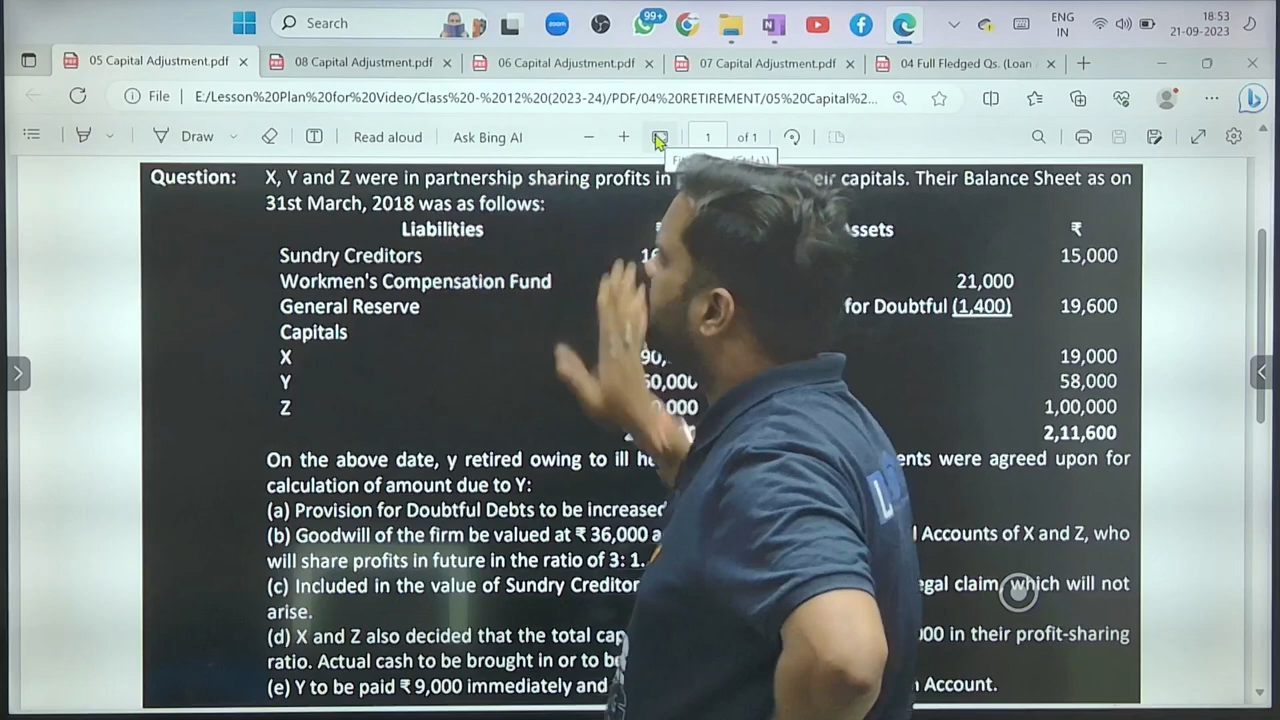 Search
99+
zoom
ENG
IN
18:53
21-09-2023
05 Capital Adjustment.pdf
08 Capital Adjustment.pdf
06 Capital Adjustment.pdf
07 Capital Adjustment.pdf
04 Full Fledged Qs. (Loan
File E:/Lesson%20Plan%20for%20Video/Class%20-%2012%20(2023-24)/PDF/04%20RETIREMENT/05%20Capital%2...
Draw
Read aloud
Ask Bing AI
1 of 1
Question: X, Y and Z were in partnership sharing profits in capitals. Their Balance Sheet as on
31st March, 2018 was as follows:
Liabilities ₹
Sundry Creditors 15,000
Workmen's Compensation Fund 21,000
General Reserve for Doubtful (1,400) 19,600
Capitals
X 19,000
Y 58,000
Z 1,00,000
2,11,600
On the above date, y retired owing to ill were agreed upon for
calculation of amount due to Y:
(a) Provision for Doubtful Debts to be increased
(b) Goodwill of the firm be valued at ₹ 36,000 Accounts of X and Z, who
will share profits in future in the ratio of 3: 1.
(c) Included in the value of Sundry claim, which will not
arise.
(d) X and Z also decided that the total in their profit-sharing
ratio. Actual cash to be brought in or to
(e) Y to be paid ₹ 9,000 immediately and Account.